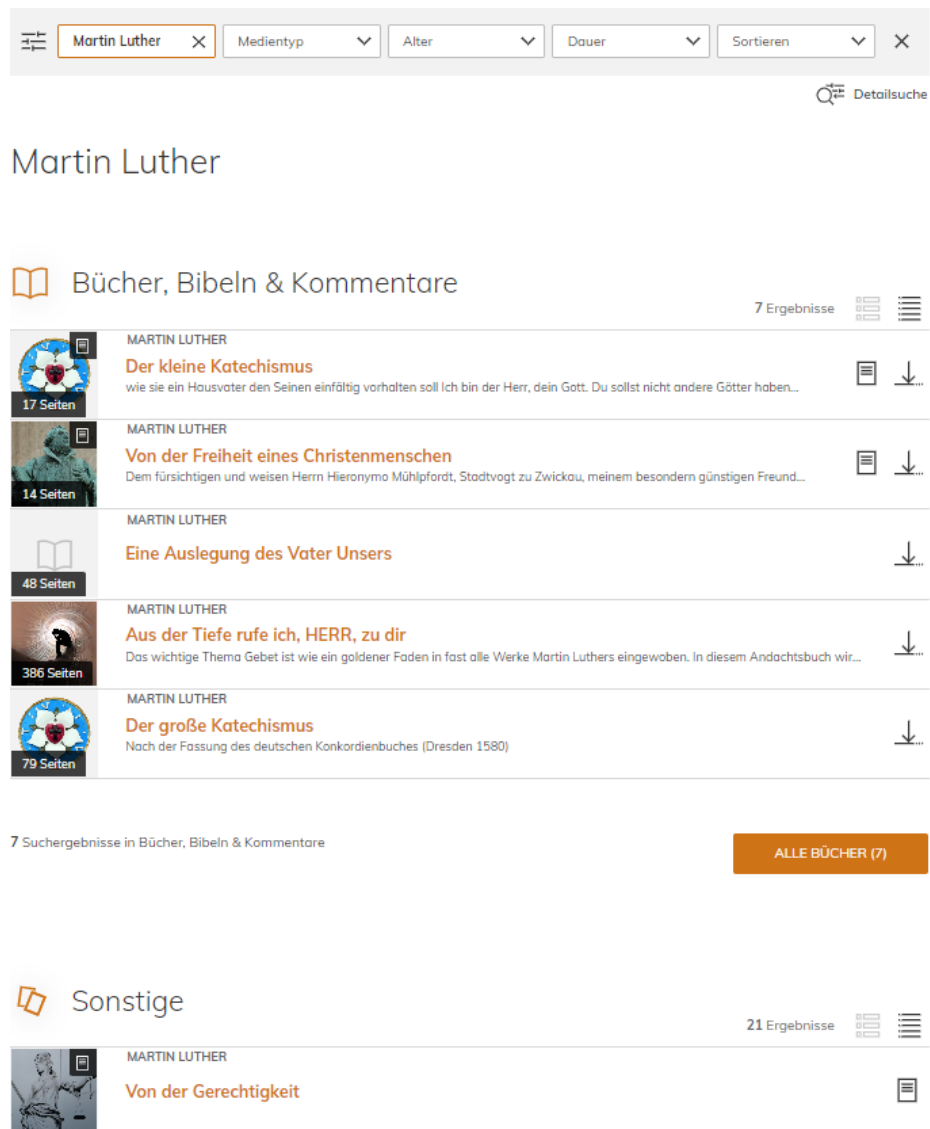 Martin Luther
Medientyp
Alter
Dauer
Sortieren
Detailsuche
Martin Luther
Bücher, Bibeln & Kommentare
7 Ergebnisse
MARTIN LUTHER
Der kleine Katechismus
wie sie ein Hausvater den Seinen einfältig vorhalten soll Ich bin der Herr, dein Gott. Du sollst nicht andere Götter haben...
17 Seiten
MARTIN LUTHER
Von der Freiheit eines Christenmenschen
Dem fürsichtigen und weisen Herrn Hieronymo Mühlpfordt, Stadtvogt zu Zwickau, meinem besondern günstigen Freund...
14 Seiten
MARTIN LUTHER
Eine Auslegung des Vater Unsers
48 Seiten
MARTIN LUTHER
Aus der Tiefe rufe ich, HERR, zu dir
Das wichtige Thema Gebet ist wie ein goldener Faden in fast alle Werke Martin Luthers eingewoben. In diesem Andachtsbuch wir...
386 Seiten
MARTIN LUTHER
Der große Katechismus
Nach der Fassung des deutschen Konkordienbuches (Dresden 1580)
79 Seiten
7 Suchergebnisse in Bücher, Bibeln & Kommentare
ALLE BÜCHER (7)
Sonstige
21 Ergebnisse
MARTIN LUTHER
Von der Gerechtigkeit